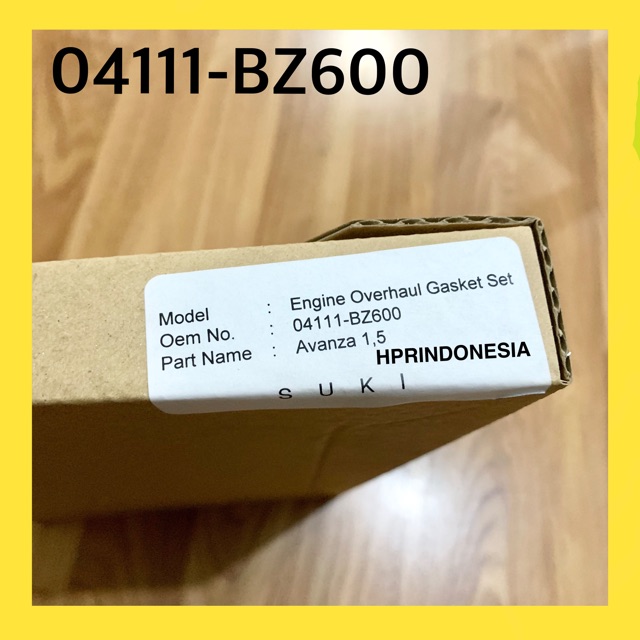 04111-BZ600
Model : Engine Overhaul Gasket Set
Oem No. : 04111-BZ600
Part Name : Avanza 1,5
HPRINDONESIA
SUKI